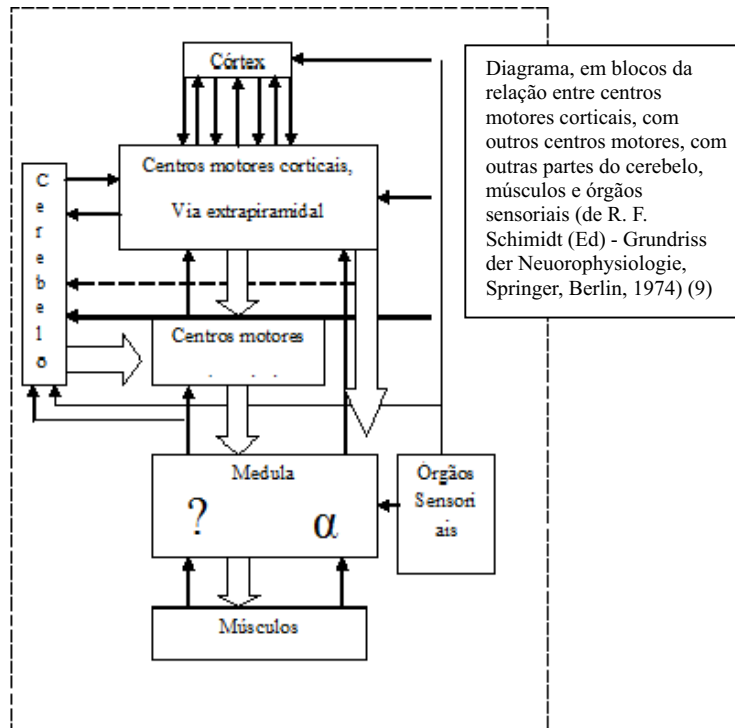 Córtex
Diagrama, em blocos da
relação entre centros
motores corticais, com
outros centros motores, com
outras partes do cerebelo,
músculos e órgãos
sensoriais (de R. F.
Schimidt (Ed) - Grundriss
der Neuorophysiologie,
Springer, Berlin, 1974) (9)
Centros motores corticais,
Via extrapiramidal
C
e
r
e
b
e
l
o
Centros motores
Medula
? α
Órgãos
Sensori
ais
Músculos